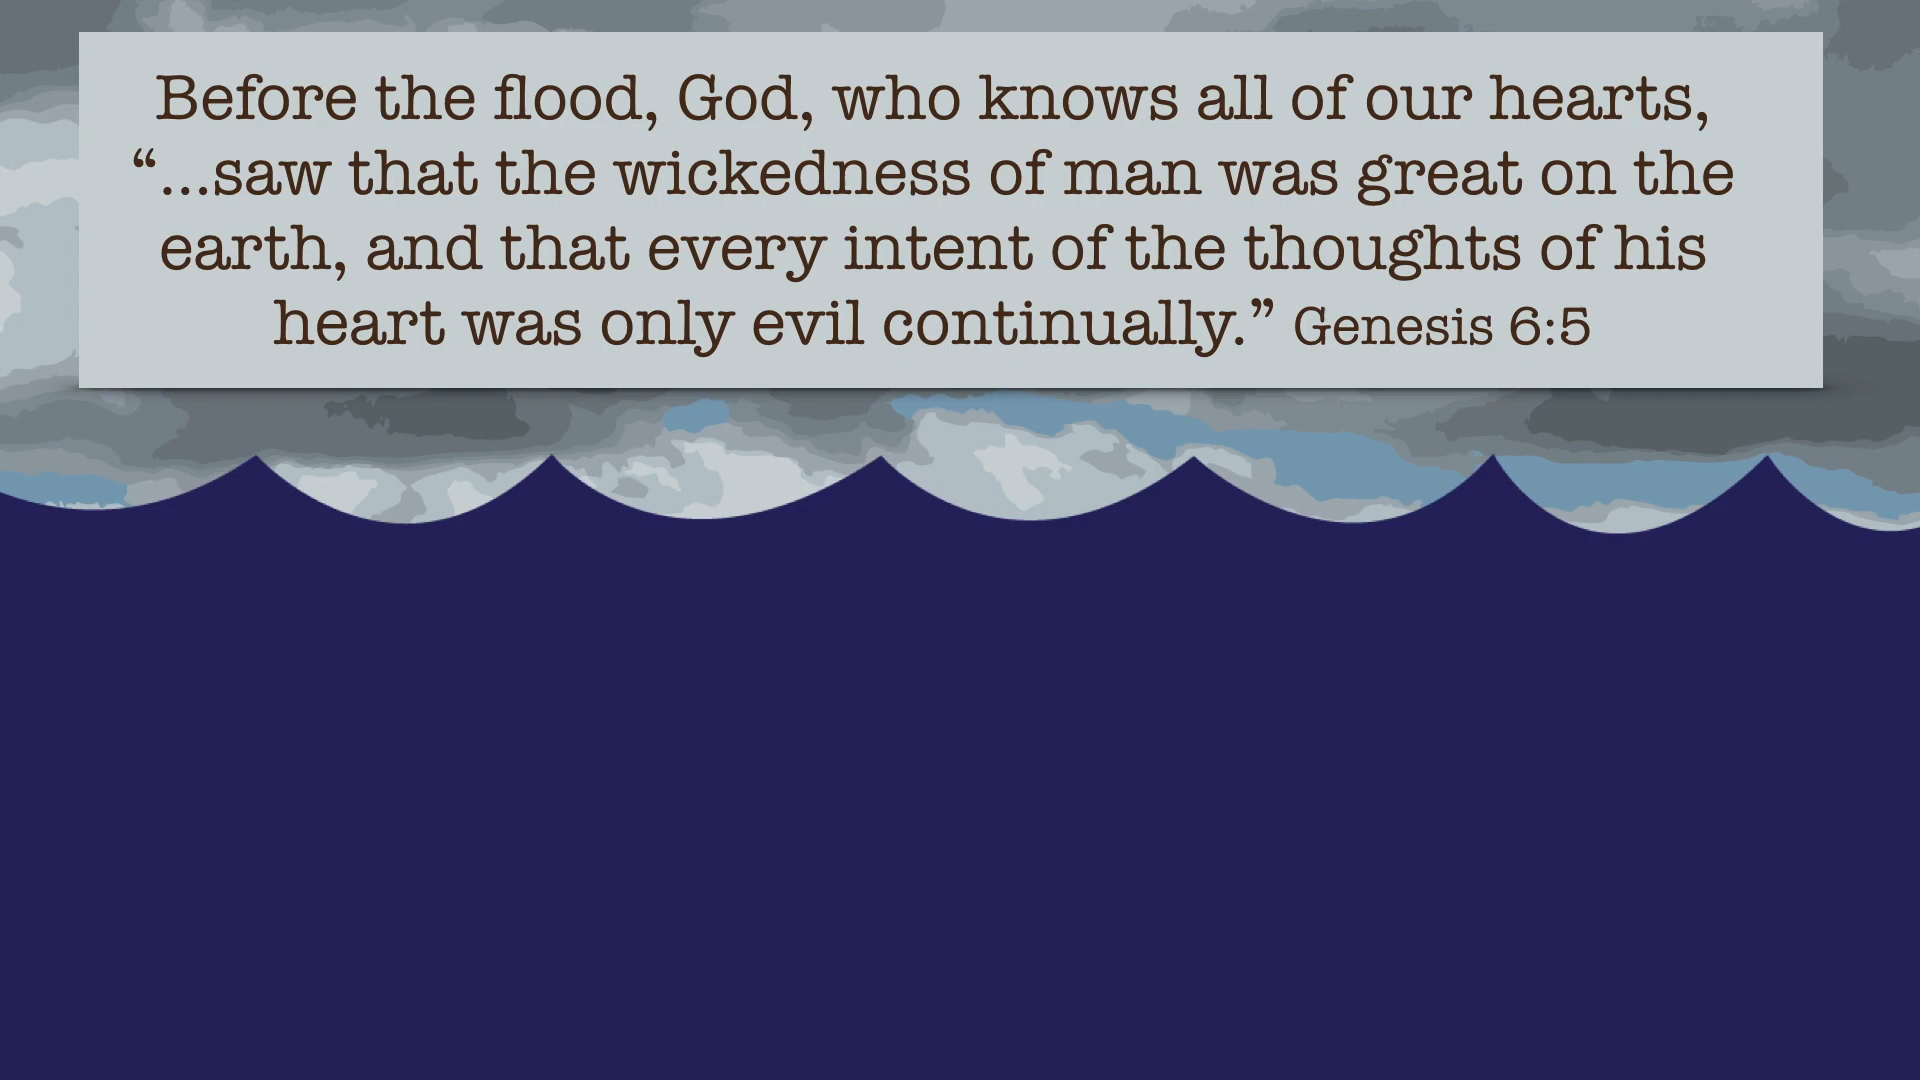 Before the flood, God, who knows all of our hearts,
“...saw that the wickedness of man was great on the
earth, and that every intent of the thoughts of his
heart was only evil continually.” Genesis 6:5